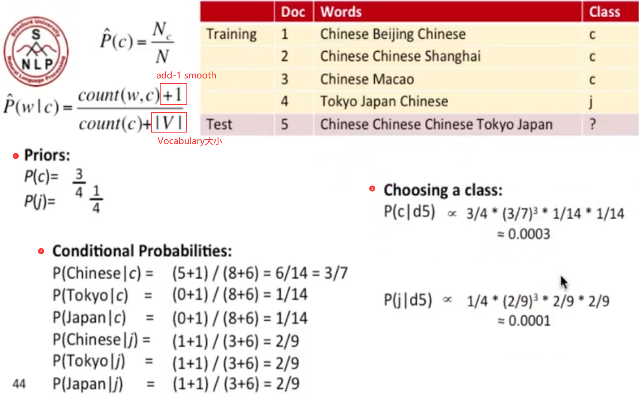 Stanford University
S
NLP
Natural Language Processing
P̂(c) = N_c / N
add-1 smooth
P̂(w|c) = count(w,c)+1 / count(c)+|V|
Vocabulary大小
Doc Words Class
Training 1 Chinese Beijing Chinese c
2 Chinese Chinese Shanghai c
3 Chinese Macao c
4 Tokyo Japan Chinese j
Test 5 Chinese Chinese Chinese Tokyo Japan ?
Priors:
P(c)= 3/4
P(j)= 1/4
Conditional Probabilities:
P(Chinese|c) = (5+1) / (8+6) = 6/14 = 3/7
P(Tokyo|c) = (0+1) / (8+6) = 1/14
P(Japan|c) = (0+1) / (8+6) = 1/14
P(Chinese|j) = (1+1) / (3+6) = 2/9
P(Tokyo|j) = (1+1) / (3+6) = 2/9
P(Japan|j) = (1+1) / (3+6) = 2/9
44
Choosing a class:
P(c|d5) ∝ 3/4 * (3/7)³ * 1/14 * 1/14
≈ 0.0003
P(j|d5) ∝ 1/4 * (2/9)³ * 2/9 * 2/9
≈ 0.0001